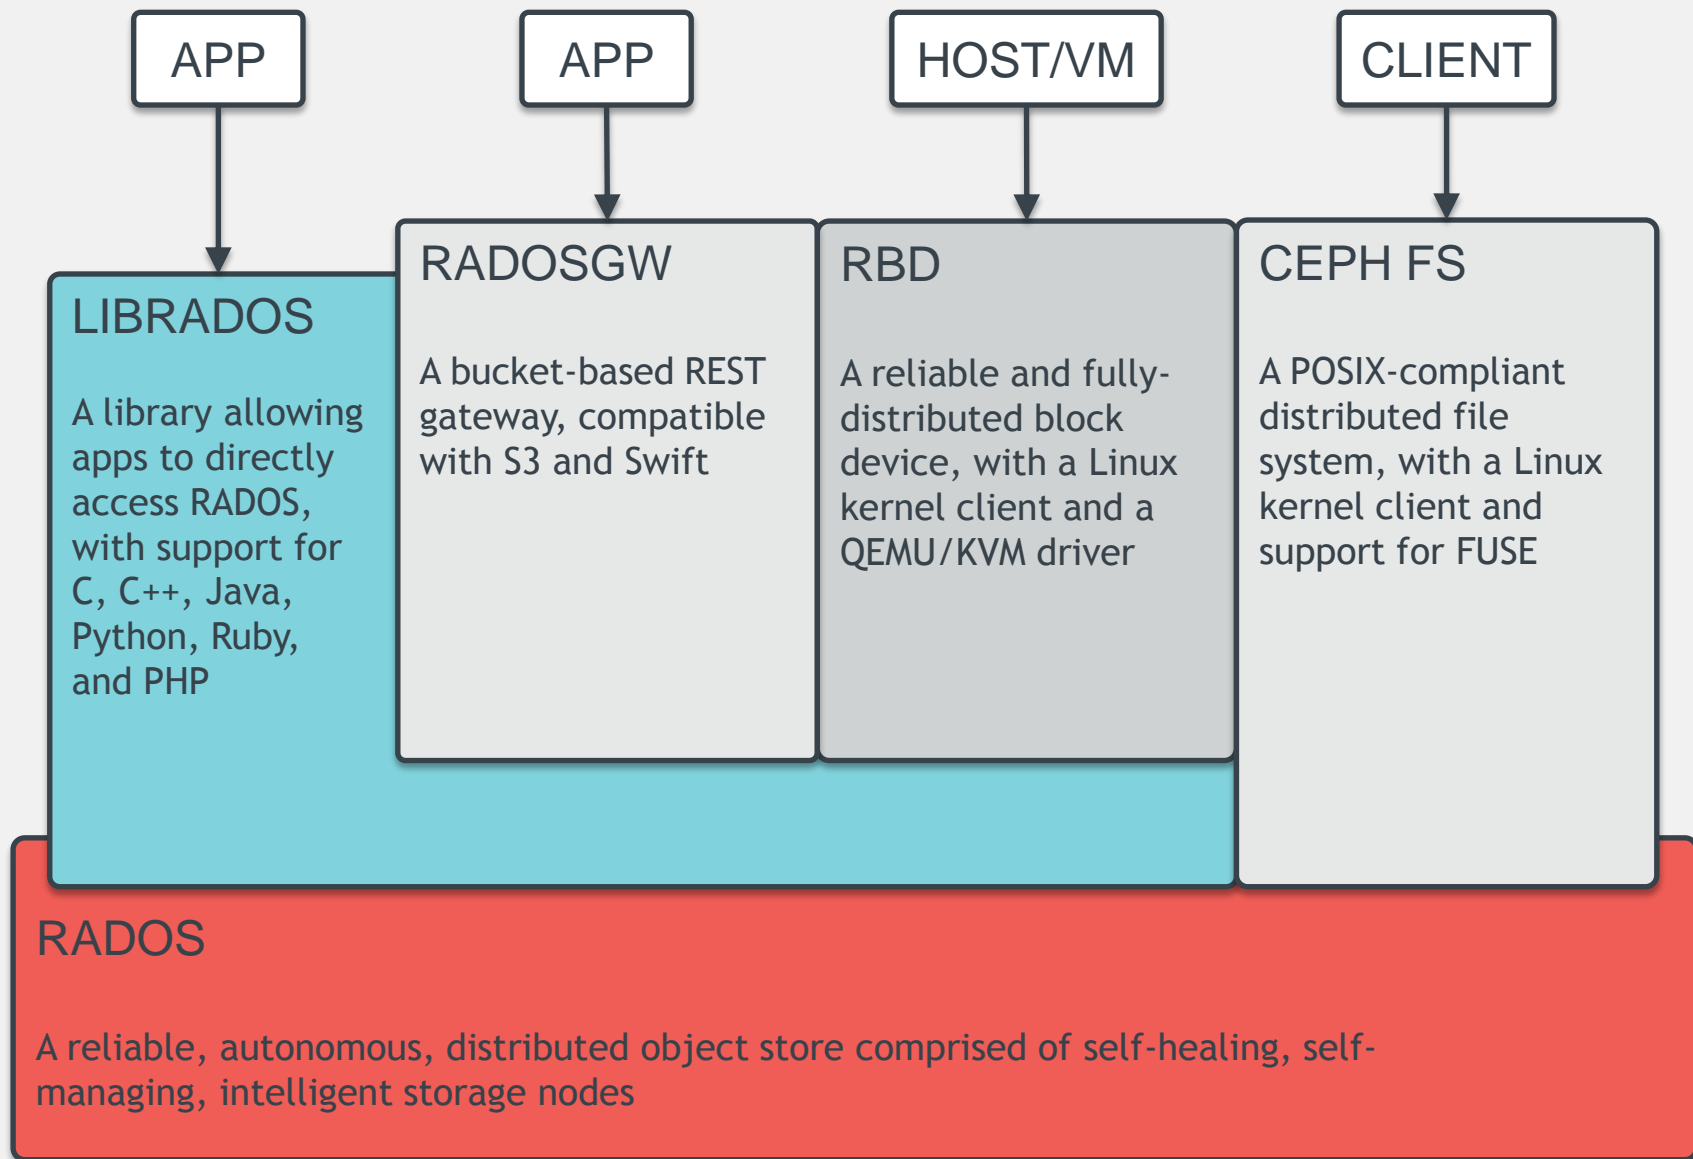 APP
APP
HOST/VM
CLIENT
LIBRADOS
A library allowing
apps to directly
access RADOS,
with support for
C, C++, Java,
Python, Ruby,
and PHP
RADOSGW
A bucket-based REST
gateway, compatible
with S3 and Swift
RBD
A reliable and fully-
distributed block
device, with a Linux
kernel client and a
QEMU/KVM driver
CEPH FS
A POSIX-compliant
distributed file
system, with a Linux
kernel client and
support for FUSE
RADOS
A reliable, autonomous, distributed object store comprised of self-healing, self-
managing, intelligent storage nodes